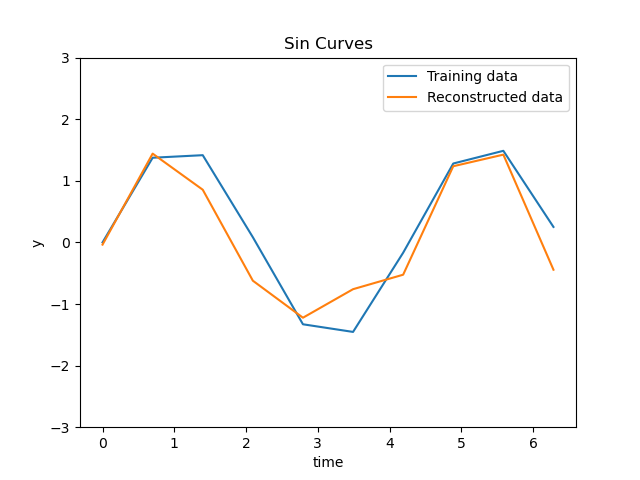 Sin Curves
Training data
Reconstructed data
3
2
1
0
−1
−2
−3
y
0 1 2 3 4 5 6
time